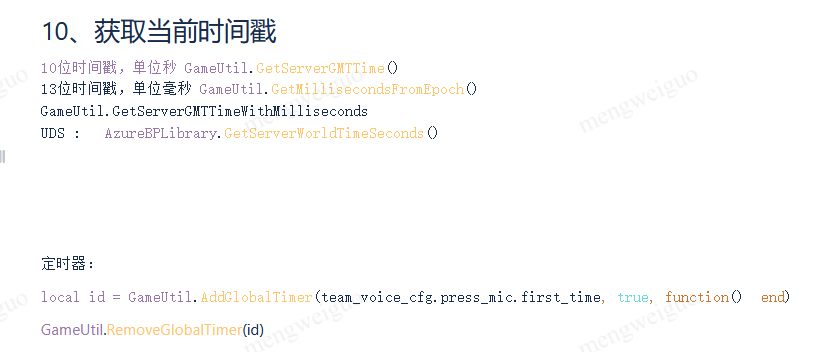 10、获取当前时间戳
10位时间戳，单位秒 GameUtil.GetServerGMTTime()
13位时间戳，单位毫秒 GameUtil.GetMillisecondsFromEpoch()
GameUtil.GetServerGMTTimeWithMilliseconds
UDS : AzureBPLibrary.GetServerWorldTimeSeconds()
定时器：
local id = GameUtil.AddGlobalTimer(team_voice_cfg.press_mic.first_time, true, function() end)
GameUtil.RemoveGlobalTimer(id)
guo
mengweiguo
mengweiguo
guo
mengweiguo
mengweiguo